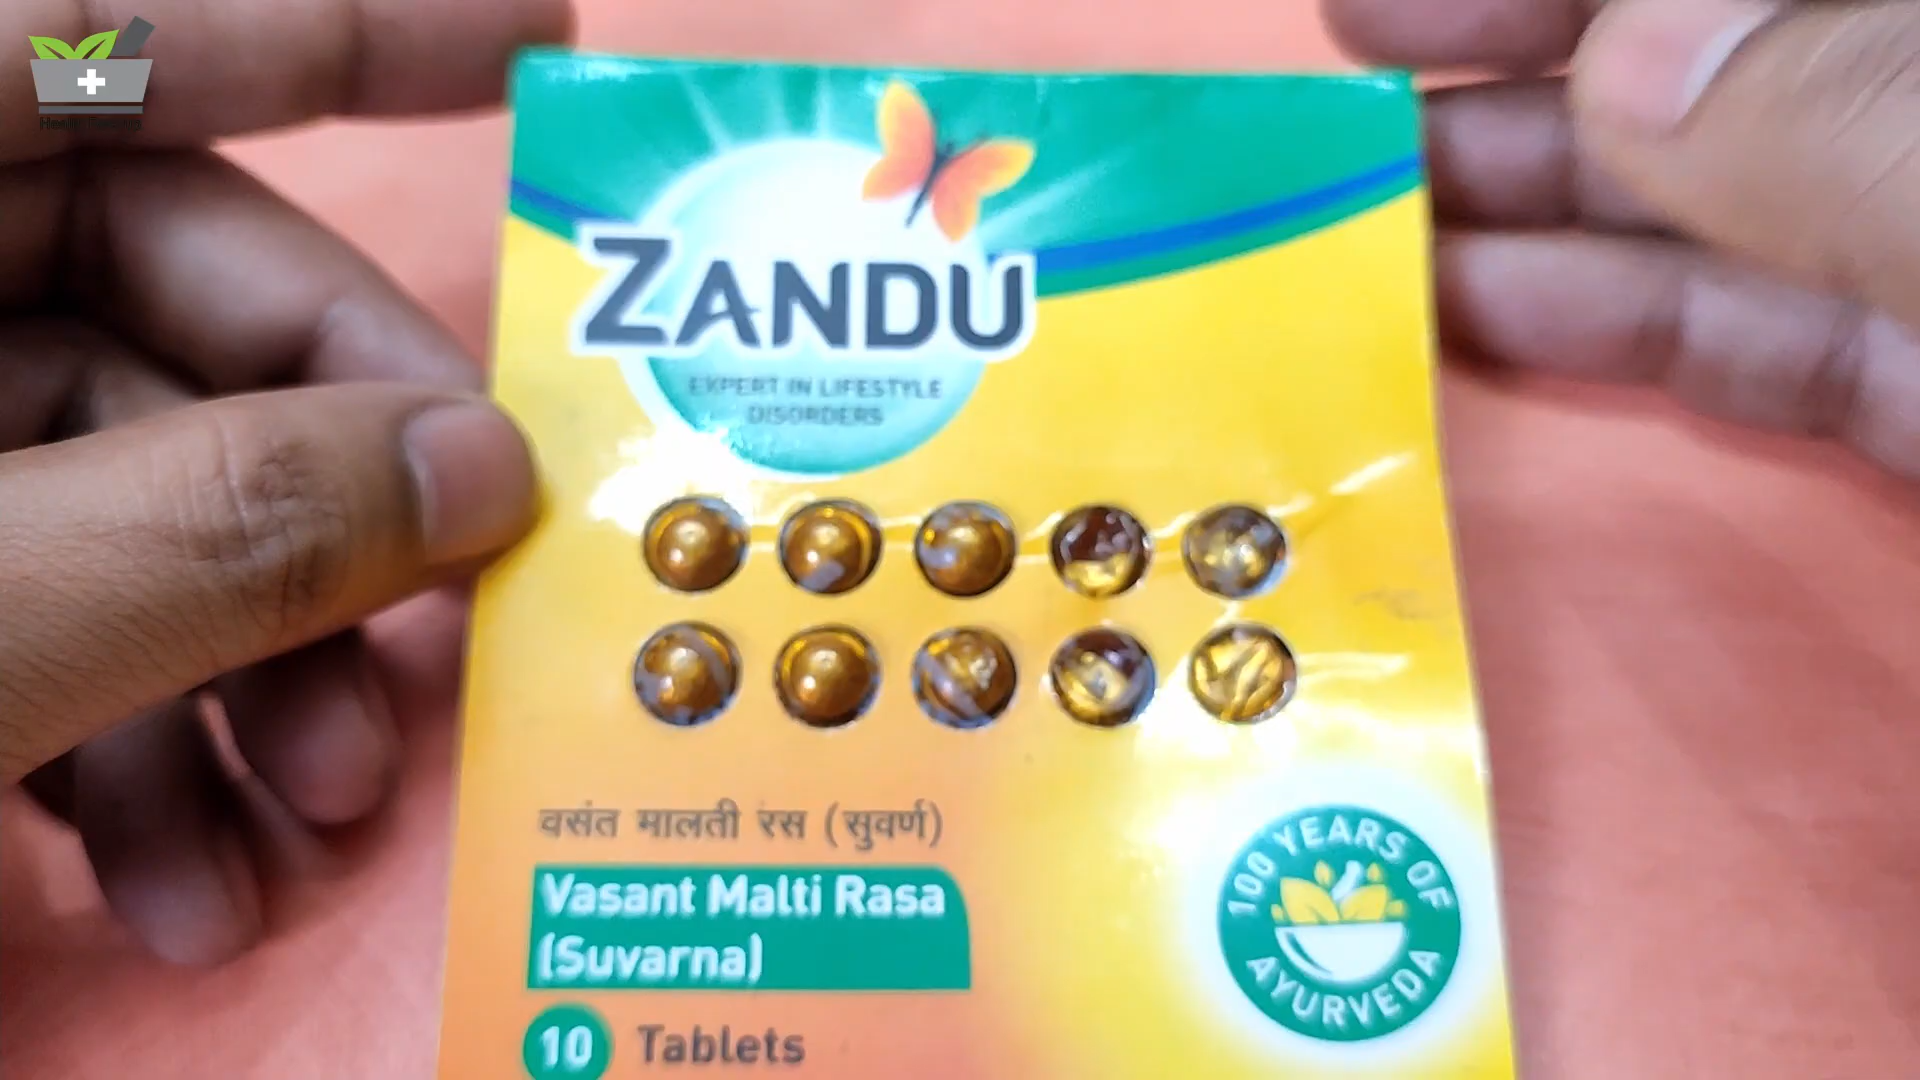 ZANDU
EXPERT IN LIFESTYLE
DISORDERS
वसंत मालती रस (सुवर्ण)
Vasant Malti Rasa
(Suvarna)
10 Tablets
100 YEARS OF
AYURVEDA